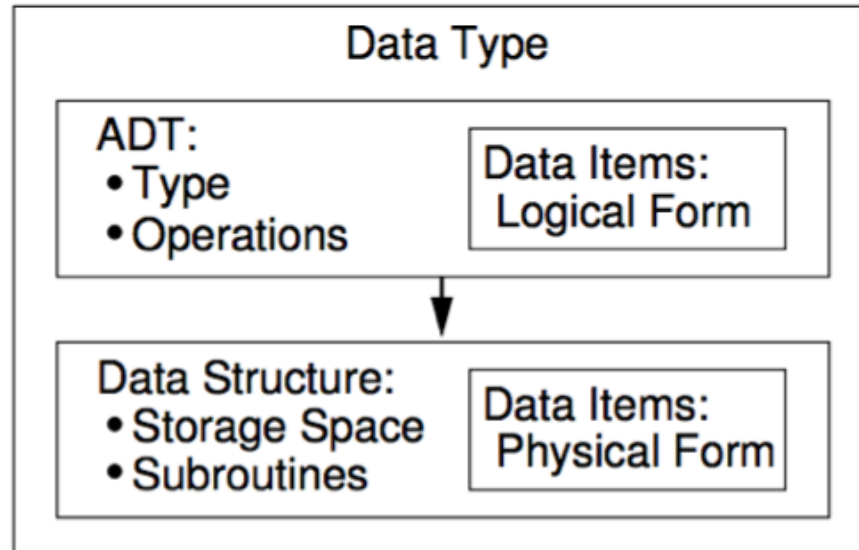 Data Type
ADT:
• Type
• Operations
Data Items:
Logical Form
Data Structure:
• Storage Space
• Subroutines
Data Items:
Physical Form